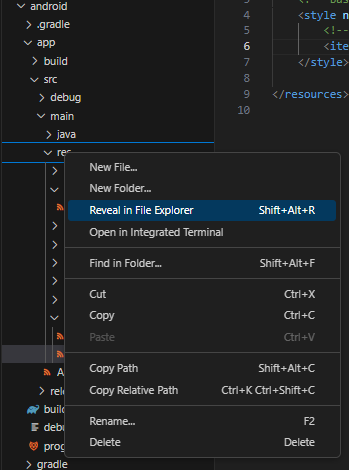 android
.gradle
app
build
src
debug
main
java
res
New File...
New Folder...
Reveal in File Explorer Shift+Alt+R
Open in Integrated Terminal
Find in Folder... Shift+Alt+F
Cut Ctrl+X
Copy Ctrl+C
Paste Ctrl+V
Copy Path Shift+Alt+C
Copy Relative Path Ctrl+K Ctrl+Shift+C
Rename... F2
Delete Delete
A
rele
build
debu
prog
gradle
<style n
5 <!--
6 <ite
7 </style>
8
9 </resources>
10